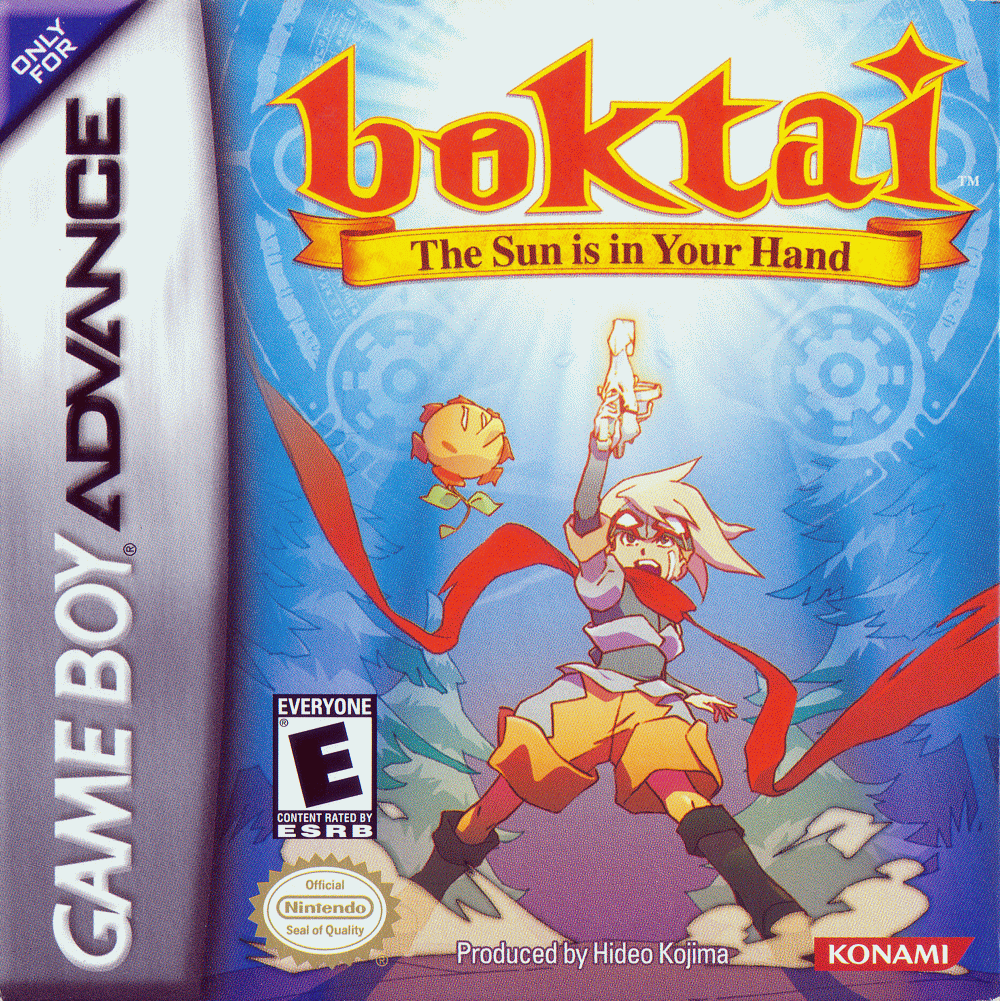 ONLY
FOR
GAME BOY ADVANCE
®
boktai
TM
The Sun is in Your Hand
EVERYONE
®
E
CONTENT RATED BY
ESRB
Official
Nintendo
Seal of Quality
®
Produced by Hideo Kojima
KONAMI